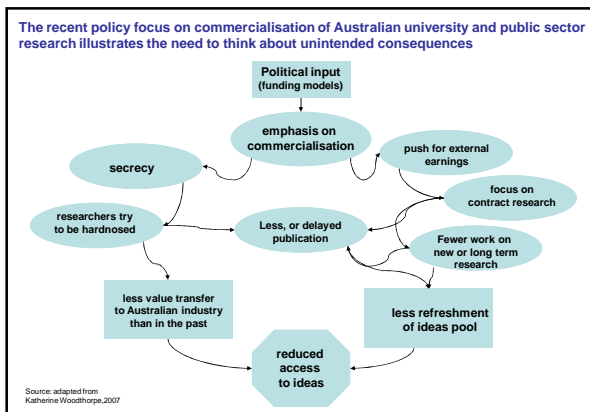 The recent policy focus on commercialisation of Australian university and public sector
research illustrates the need to think about unintended consequences
Political input
(funding models)
emphasis on
commercialisation
push for external
earnings
secrecy
focus on
contract research
researchers try
to be hardnosed
Less, or delayed
publication
Fewer work on
new or long term
research
less value transfer
to Australian industry
than in the past
less refreshment
of ideas pool
reduced
access
to ideas
Source: adapted from
Katherine Woodthorpe,2007